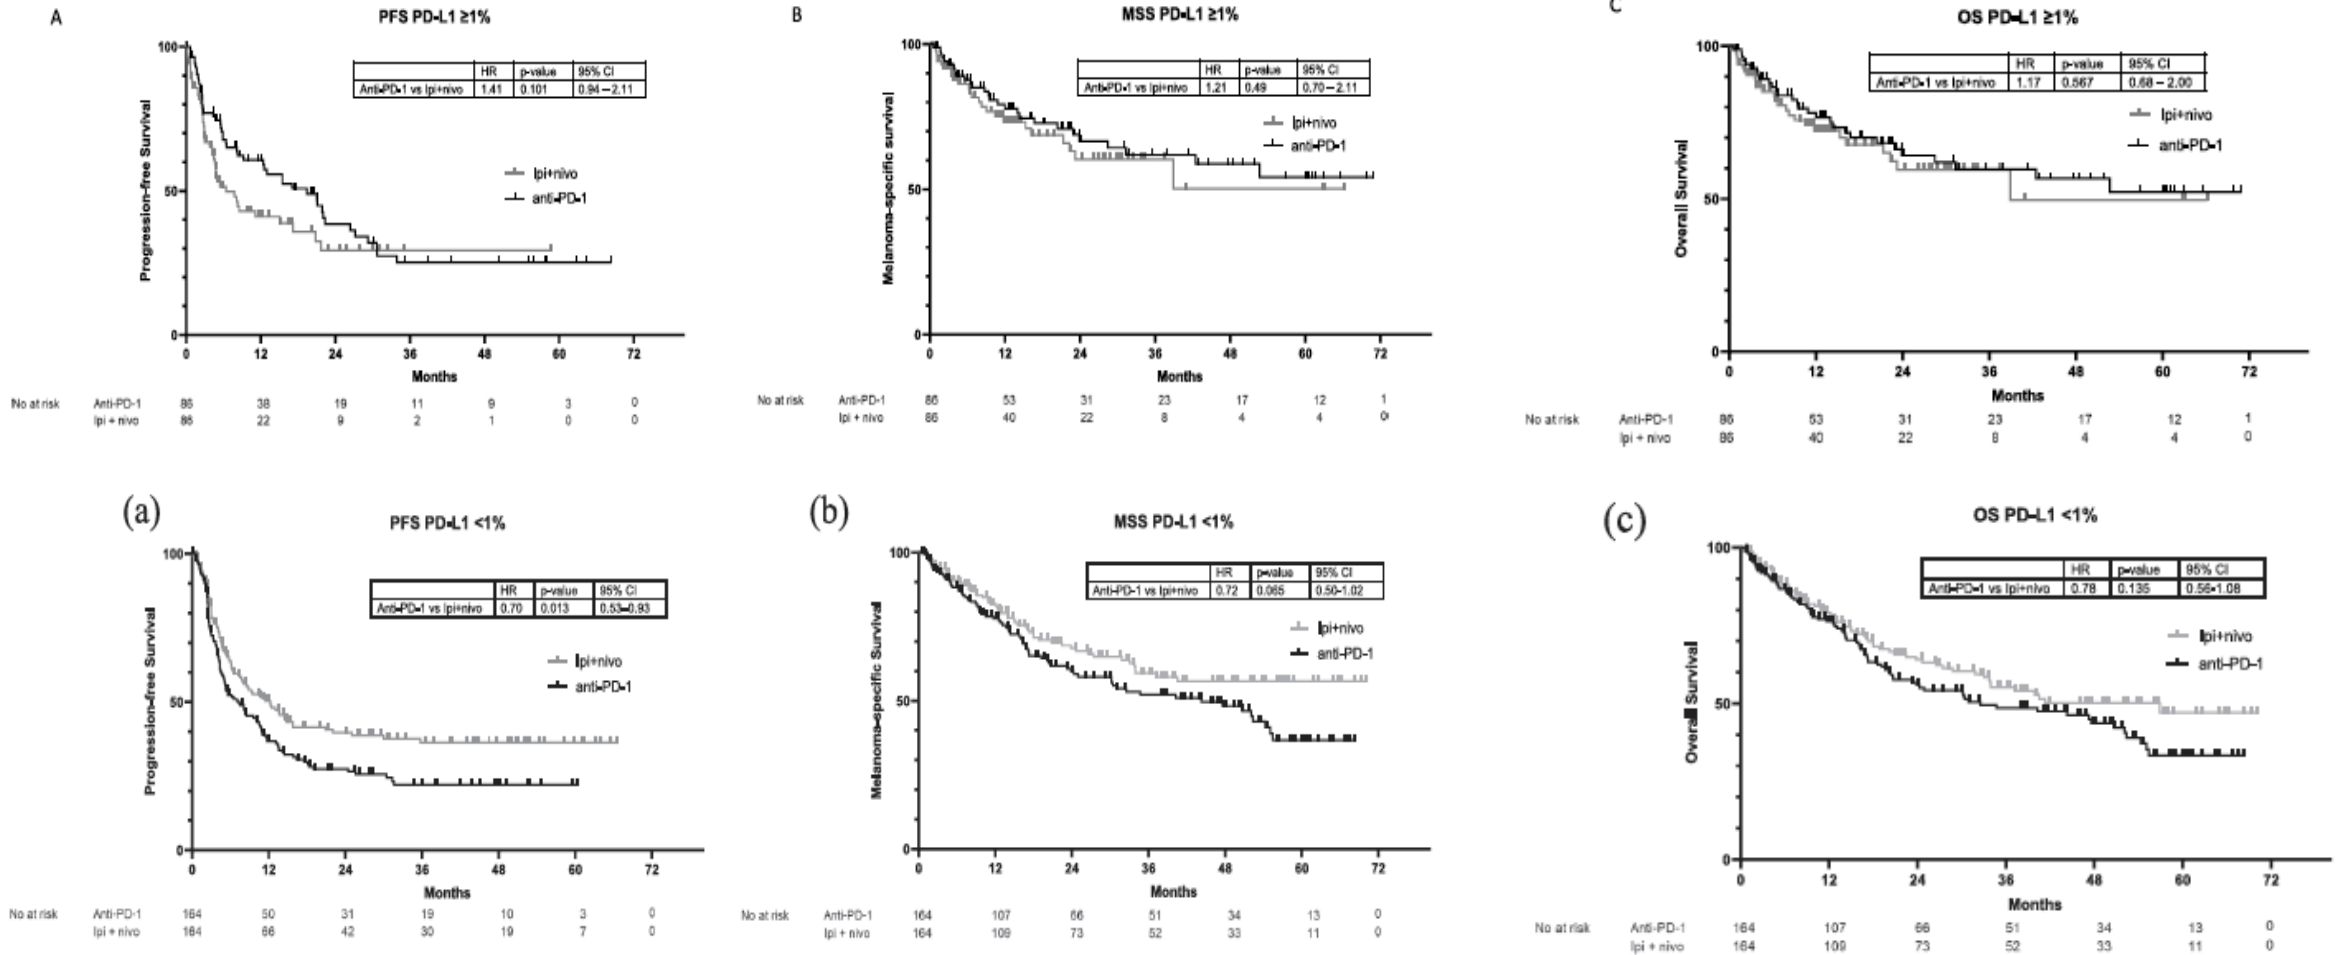 A
PFS PD-L1 ≥1%
Progression-free Survival
100
50
0
HR p-value 95% CI
Anti-PD-1 vs Ipi+nivo 1.41 0.101 0.94 – 2.11
Ipi+nivo
anti-PD-1
0 12 24 36 48 60 72
Months
No at risk Anti-PD-1 86 38 19 11 9 3 0
Ipi + nivo 86 22 9 2 1 0 0
B
MSS PD-L1 ≥1%
Melanoma-specific survival
100
50
0
HR p-value 95% CI
Anti-PD-1 vs Ipi+nivo 1.21 0.49 0.70 – 2.11
Ipi+nivo
anti-PD-1
0 12 24 36 48 60 72
Months
No at risk Anti-PD-1 86 53 31 23 17 12 1
Ipi + nivo 86 40 22 8 4 4 0
C
OS PD-L1 ≥1%
Overall Survival
100
50
0
HR p-value 95% CI
Anti-PD-1 vs Ipi+nivo 1.17 0.567 0.68 – 2.00
Ipi+nivo
anti-PD-1
0 12 24 36 48 60 72
Months
No at risk Anti-PD-1 86 53 31 23 17 12 1
Ipi + nivo 86 40 22 8 4 4 0
(a)
PFS PD-L1 <1%
Progression-free Survival
100
50
0
HR p-value 95% CI
Anti-PD-1 vs Ipi+nivo 0.70 0.013 0.53-0.93
Ipi+nivo
anti-PD-1
0 12 24 36 48 60 72
Months
No at risk Anti-PD-1 164 50 31 19 10 3 0
Ipi + nivo 164 66 42 30 19 7 0
(b)
MSS PD-L1 <1%
Melanoma-specific Survival
100
50
0
HR p-value 95% CI
Anti-PD-1 vs Ipi+nivo 0.72 0.065 0.50-1.02
Ipi+nivo
anti-PD-1
0 12 24 36 48 60 72
Months
No at risk Anti-PD-1 164 107 66 51 34 13 0
Ipi + nivo 164 109 73 52 33 11 0
(c)
OS PD-L1 <1%
Overall Survival
100
50
0
HR p-value 95% CI
Anti-PD-1 vs Ipi+nivo 0.78 0.135 0.56-1.08
Ipi+nivo
anti-PD-1
0 12 24 36 48 60 72
Months
No at risk Anti-PD-1 164 107 66 51 34 13 0
Ipi + nivo 164 109 73 52 33 11 0